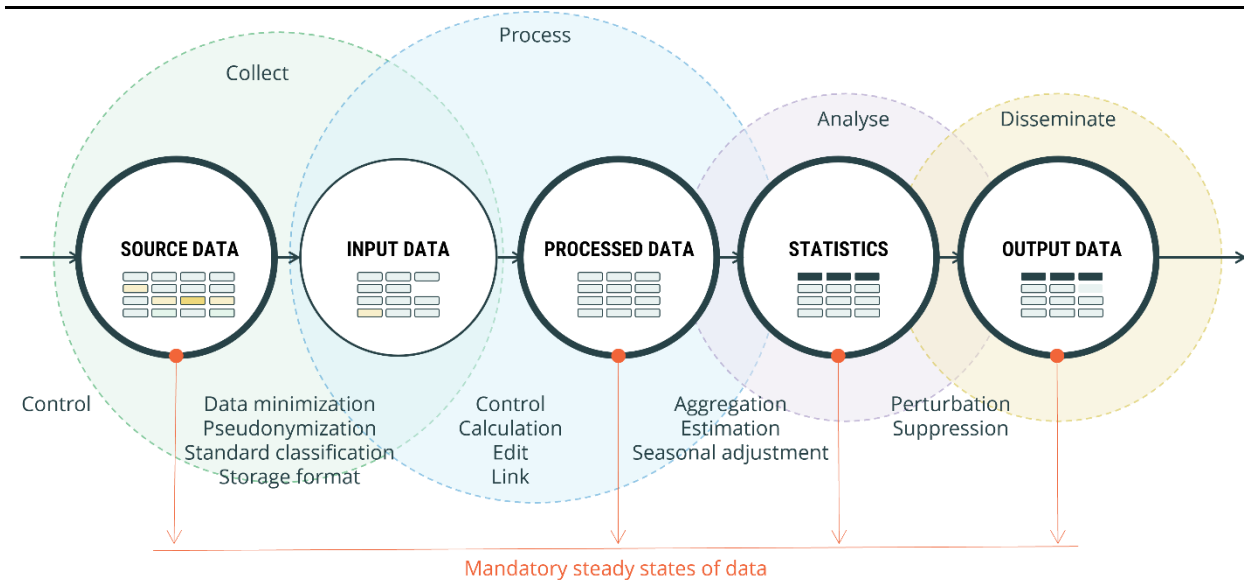 Process
Collect
Analyse
Disseminate
SOURCE DATA
INPUT DATA
PROCESSED DATA
STATISTICS
OUTPUT DATA
Control
Data minimization
Pseudonymization
Standard classification
Storage format
Control
Calculation
Edit
Link
Aggregation
Estimation
Seasonal adjustment
Perturbation
Suppression
Mandatory steady states of data